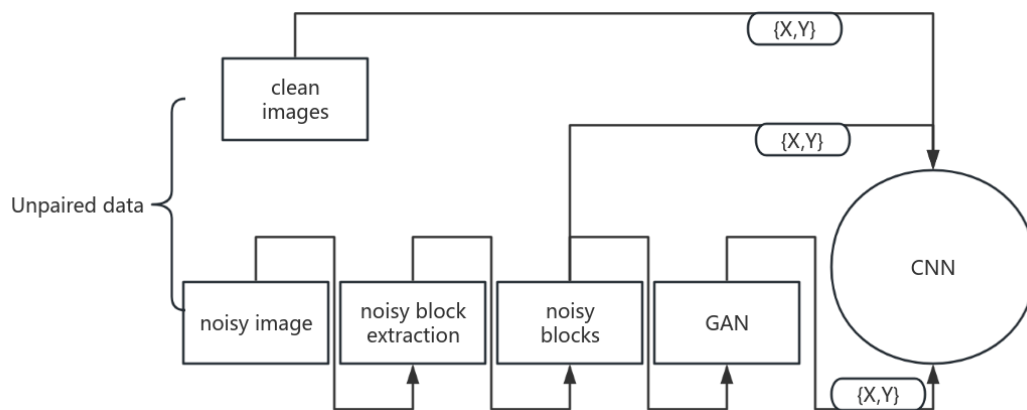 {X,Y}
clean
images
{X,Y}
Unpaired data
CNN
noisy image
noisy block
extraction
noisy
blocks
GAN
{X,Y}